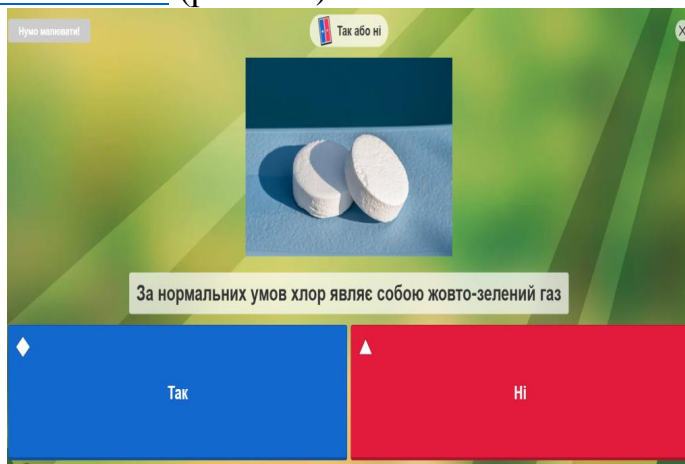 Нумо малювати!
Так або ні
За нормальних умов хлор являє собою жовто-зелений газ
Так
Ні